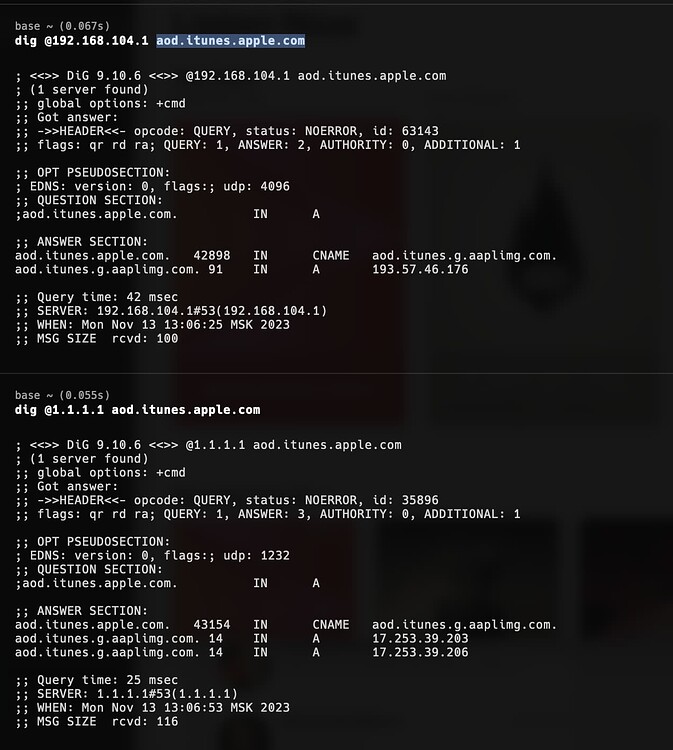 base ~ (0.067s)
dig @192.168.104.1 aod.itunes.apple.com
; <<>> DiG 9.10.6 <<>> @192.168.104.1 aod.itunes.apple.com
; (1 server found)
;; global options: +cmd
;; Got answer:
;; ->>HEADER<<- opcode: QUERY, status: NOERROR, id: 63143
;; flags: qr rd ra; QUERY: 1, ANSWER: 2, AUTHORITY: 0, ADDITIONAL: 1
;; OPT PSEUDOSECTION:
; EDNS: version: 0, flags:; udp: 4096
;; QUESTION SECTION:
;aod.itunes.apple.com. IN A
;; ANSWER SECTION:
aod.itunes.apple.com. 42898 IN CNAME aod.itunes.g.aaplimg.com.
aod.itunes.g.aaplimg.com. 91 IN A 193.57.46.176
;; Query time: 42 msec
;; SERVER: 192.168.104.1#53(192.168.104.1)
;; WHEN: Mon Nov 13 13:06:25 MSK 2023
;; MSG SIZE rcvd: 100
base ~ (0.055s)
dig @1.1.1.1 aod.itunes.apple.com
; <<>> DiG 9.10.6 <<>> @1.1.1.1 aod.itunes.apple.com
; (1 server found)
;; global options: +cmd
;; Got answer:
;; ->>HEADER<<- opcode: QUERY, status: NOERROR, id: 35896
;; flags: qr rd ra; QUERY: 1, ANSWER: 3, AUTHORITY: 0, ADDITIONAL: 1
;; OPT PSEUDOSECTION:
; EDNS: version: 0, flags:; udp: 1232
;; QUESTION SECTION:
;aod.itunes.apple.com. IN A
;; ANSWER SECTION:
aod.itunes.apple.com. 43154 IN CNAME aod.itunes.g.aaplimg.com.
aod.itunes.g.aaplimg.com. 14 IN A 17.253.39.203
aod.itunes.g.aaplimg.com. 14 IN A 17.253.39.206
;; Query time: 25 msec
;; SERVER: 1.1.1.1#53(1.1.1.1)
;; WHEN: Mon Nov 13 13:06:53 MSK 2023
;; MSG SIZE rcvd: 116